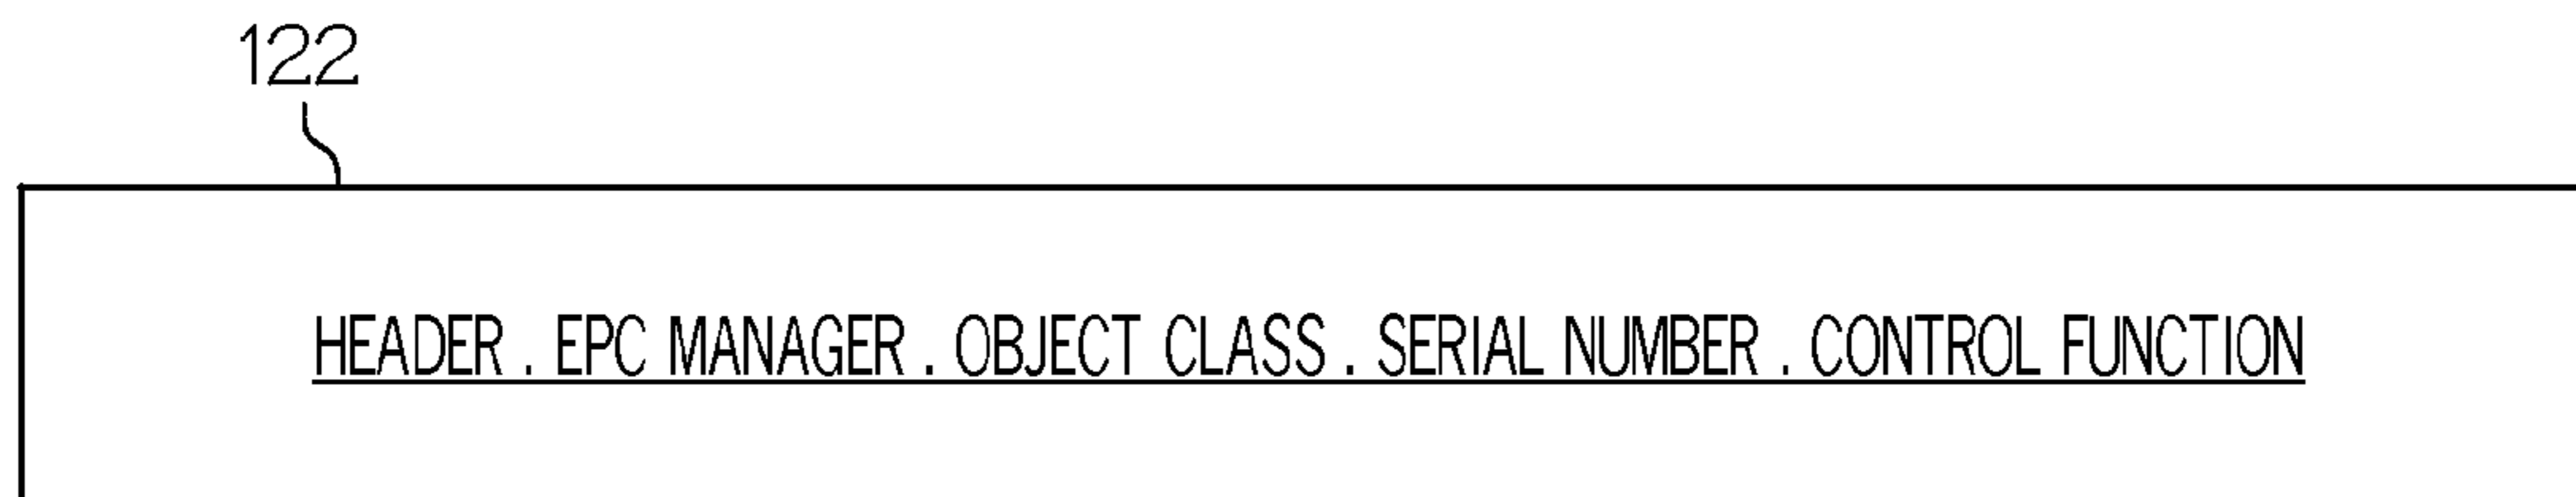 122
HEADER . EPC MANAGER . OBJECT CLASS . SERIAL NUMBER . CONTROL FUNCTION